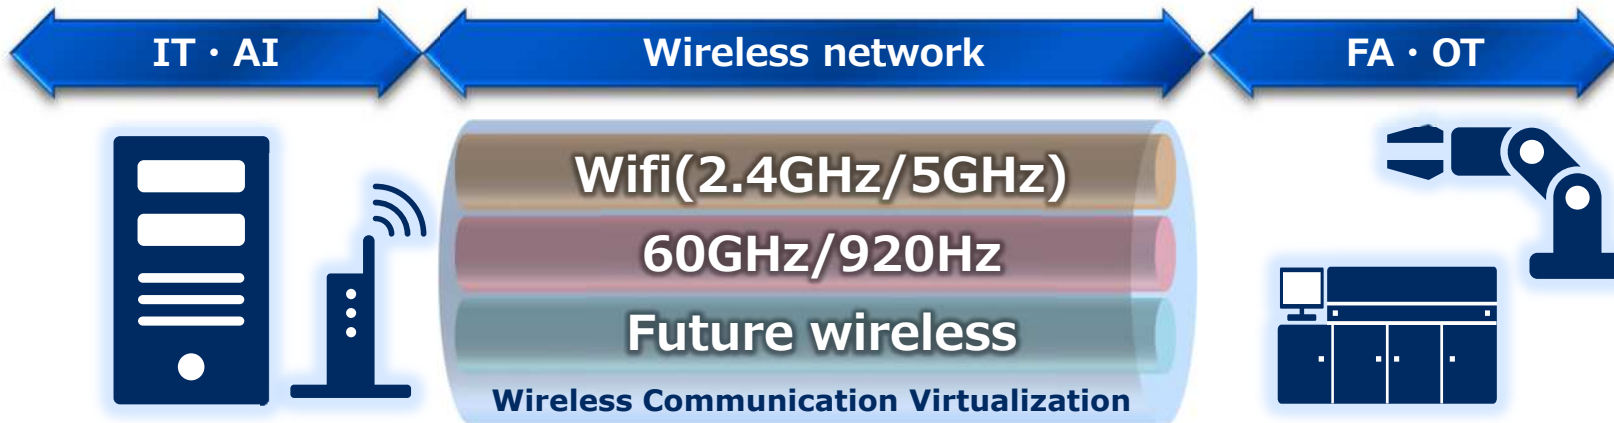 IT・AI
Wireless network
FA・OT
Wifi(2.4GHz/5GHz)
60GHz/920Hz
Future wireless
Wireless Communication Virtualization